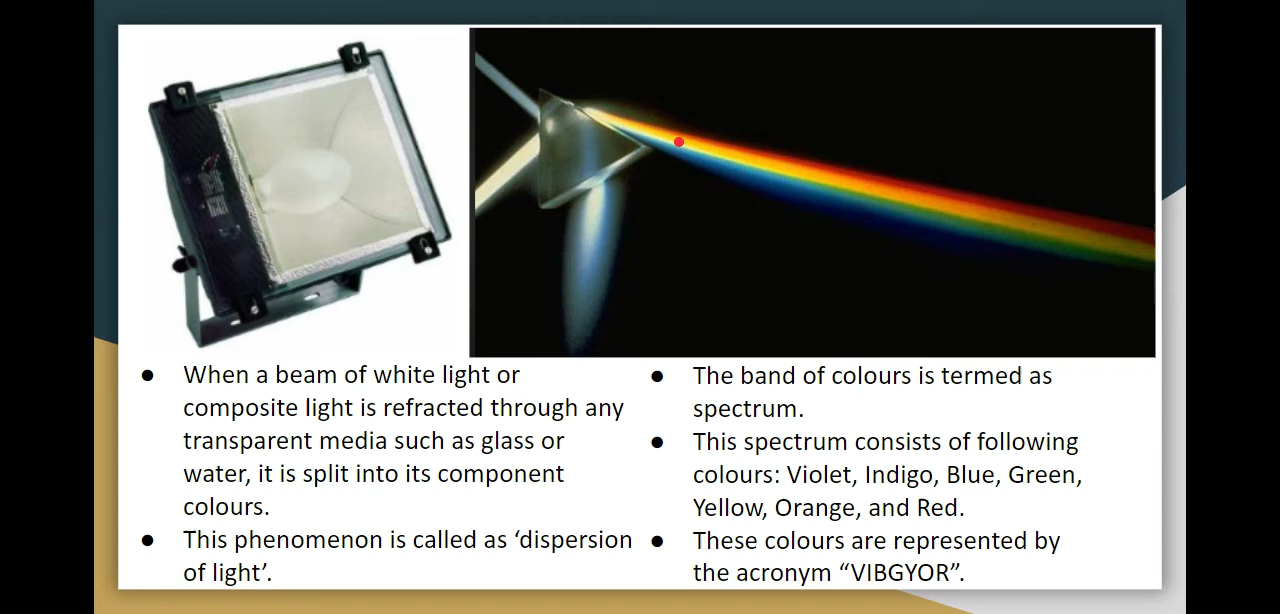 ● When a beam of white light or
composite light is refracted through any
transparent media such as glass or
water, it is split into its component
colours.
● This phenomenon is called as ‘dispersion
of light’.
● The band of colours is termed as
spectrum.
● This spectrum consists of following
colours: Violet, Indigo, Blue, Green,
Yellow, Orange, and Red.
● These colours are represented by
the acronym “VIBGYOR”.